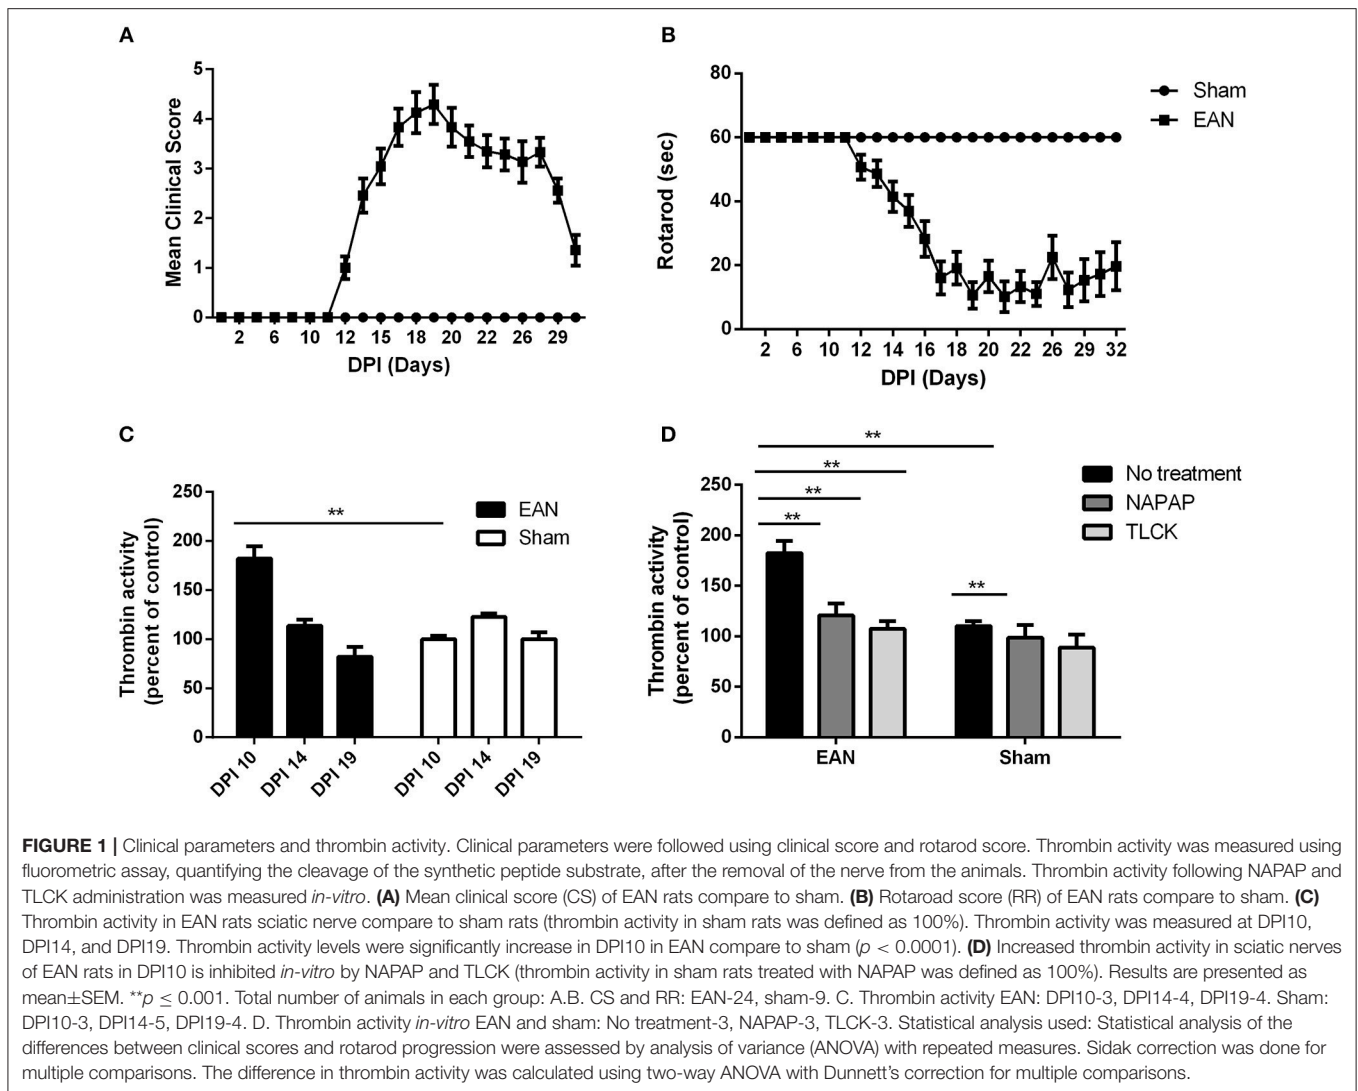 A
5
4
3
2
1
0
Mean Clinical Score
2 6 10 12 15 18 20 22 26 29
DPI (Days)
B
80
60
40
20
0
Rotarod (sec)
2 6 10 12 14 16 18 20 22 26 29 32
DPI (Days)
Sham
EAN
C
250
200
150
100
50
0
Thrombin activity
(percent of control)
**
EAN
Sham
DPI 10 DPI 14 DPI 19 DPI 10 DPI 14 DPI 19
D
250
200
150
100
50
0
Thrombin activity
(percent of control)
**
**
**
**
**
No treatment
NAPAP
TLCK
EAN Sham
FIGURE 1 | Clinical parameters and thrombin activity. Clinical parameters were followed using clinical score and rotarod score. Thrombin activity was measured using
fluorometric assay, quantifying the cleavage of the synthetic peptide substrate, after the removal of the nerve from the animals. Thrombin activity following NAPAP and
TLCK administration was measured in-vitro. (A) Mean clinical score (CS) of EAN rats compare to sham. (B) Rotaroad score (RR) of EAN rats compare to sham. (C)
Thrombin activity in EAN rats sciatic nerve compare to sham rats (thrombin activity in sham rats was defined as 100%). Thrombin activity was measured at DPI10,
DPI14, and DPI19. Thrombin activity levels were significantly increase in DPI10 in EAN compare to sham (p < 0.0001). (D) Increased thrombin activity in sciatic nerves
of EAN rats in DPI10 is inhibited in-vitro by NAPAP and TLCK (thrombin activity in sham rats treated with NAPAP was defined as 100%). Results are presented as
mean±SEM. **p ≤ 0.001. Total number of animals in each group: A.B. CS and RR: EAN-24, sham-9. C. Thrombin activity EAN: DPI10-3, DPI14-4, DPI19-4. Sham:
DPI10-3, DPI14-5, DPI19-4. D. Thrombin activity in-vitro EAN and sham: No treatment-3, NAPAP-3, TLCK-3. Statistical analysis used: Statistical analysis of the
differences between clinical scores and rotarod progression were assessed by analysis of variance (ANOVA) with repeated measures. Sidak correction was done for
multiple comparisons. The difference in thrombin activity was calculated using two-way ANOVA with Dunnett's correction for multiple comparisons.